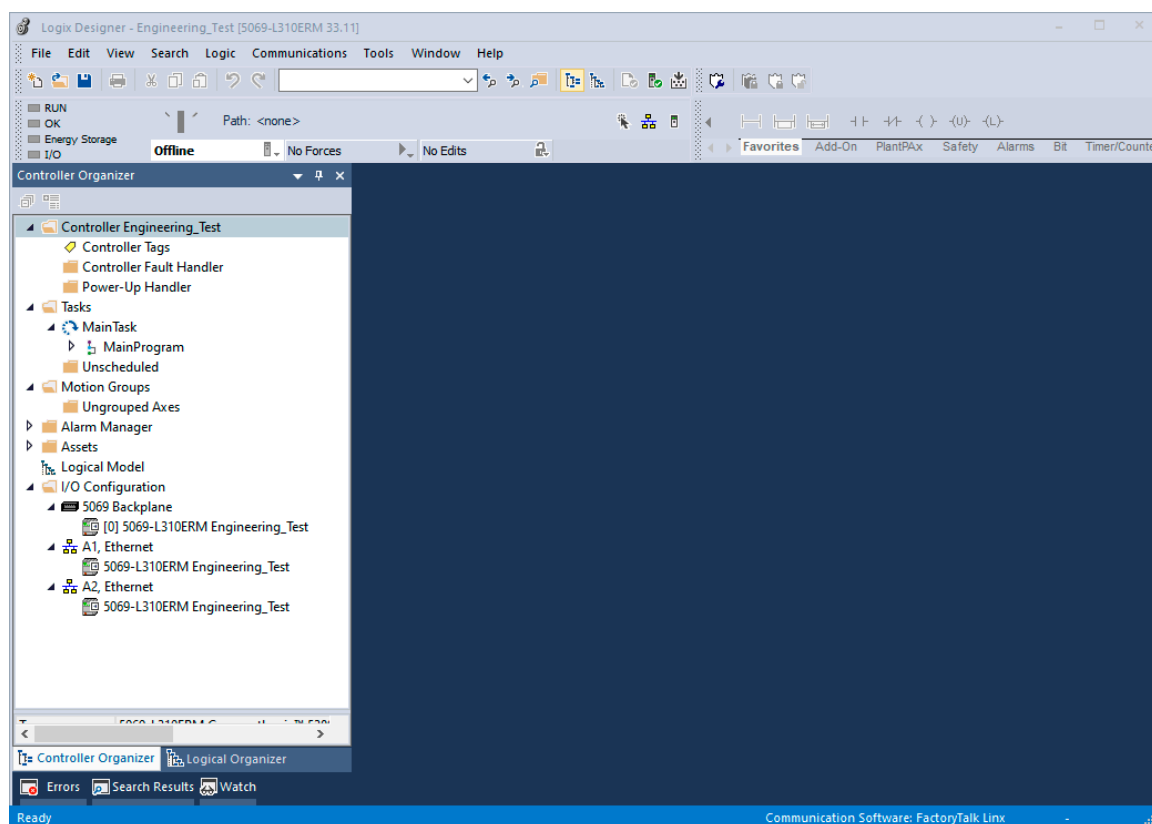 Logix Designer - Engineering_Test [5069-L310ERM 33.11]
File Edit View Search Logic Communications Tools Window Help
RUN
OK
Energy Storage
I/O
Path: <none>
Offline
No Forces
No Edits
Favorites Add-On PlantPAx Safety Alarms Bit Timer/Counte
Controller Organizer
Controller Engineering_Test
Controller Tags
Controller Fault Handler
Power-Up Handler
Tasks
MainTask
MainProgram
Unscheduled
Motion Groups
Ungrouped Axes
Alarm Manager
Assets
Logical Model
I/O Configuration
5069 Backplane
[0] 5069-L310ERM Engineering_Test
A1, Ethernet
5069-L310ERM Engineering_Test
A2, Ethernet
5069-L310ERM Engineering_Test
Controller Organizer Logical Organizer
Errors Search Results Watch
Ready Communication Software: FactoryTalk Linx -